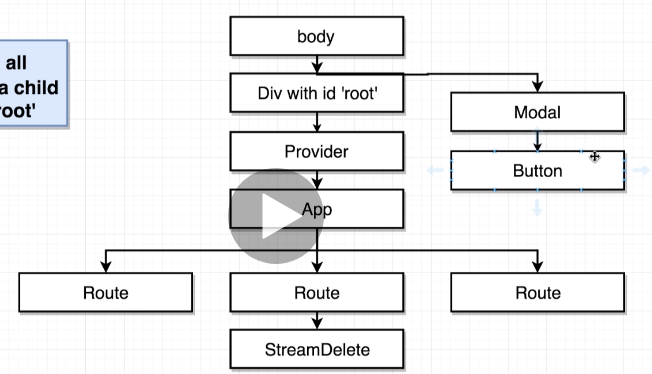 body
all
a child
root'
Div with id 'root'
Modal
Provider
Button
App
Route
Route
Route
StreamDelete